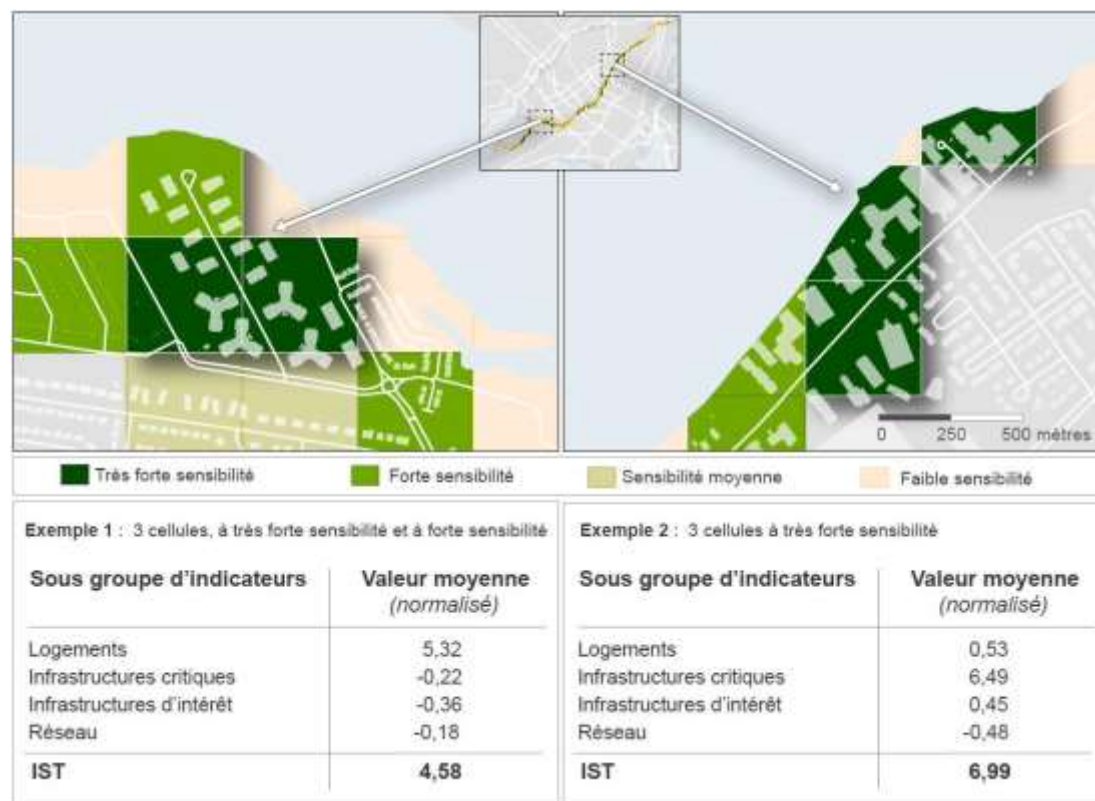 0 250 500 mètres
Très forte sensibilité Forte sensibilité Sensibilité moyenne Faible sensibilité
Exemple 1 : 3 cellules, à très forte sensibilité et à forte sensibilité
Sous groupe d'indicateurs Valeur moyenne
(normalisé)
Logements 5,32
Infrastructures critiques -0,22
Infrastructures d'intérêt -0,36
Réseau -0,18
IST 4,58
Exemple 2 : 3 cellules à très forte sensibilité
Sous groupe d'indicateurs Valeur moyenne
(normalisé)
Logements 0,53
Infrastructures critiques 6,49
Infrastructures d'intérêt 0,45
Réseau -0,48
IST 6,99